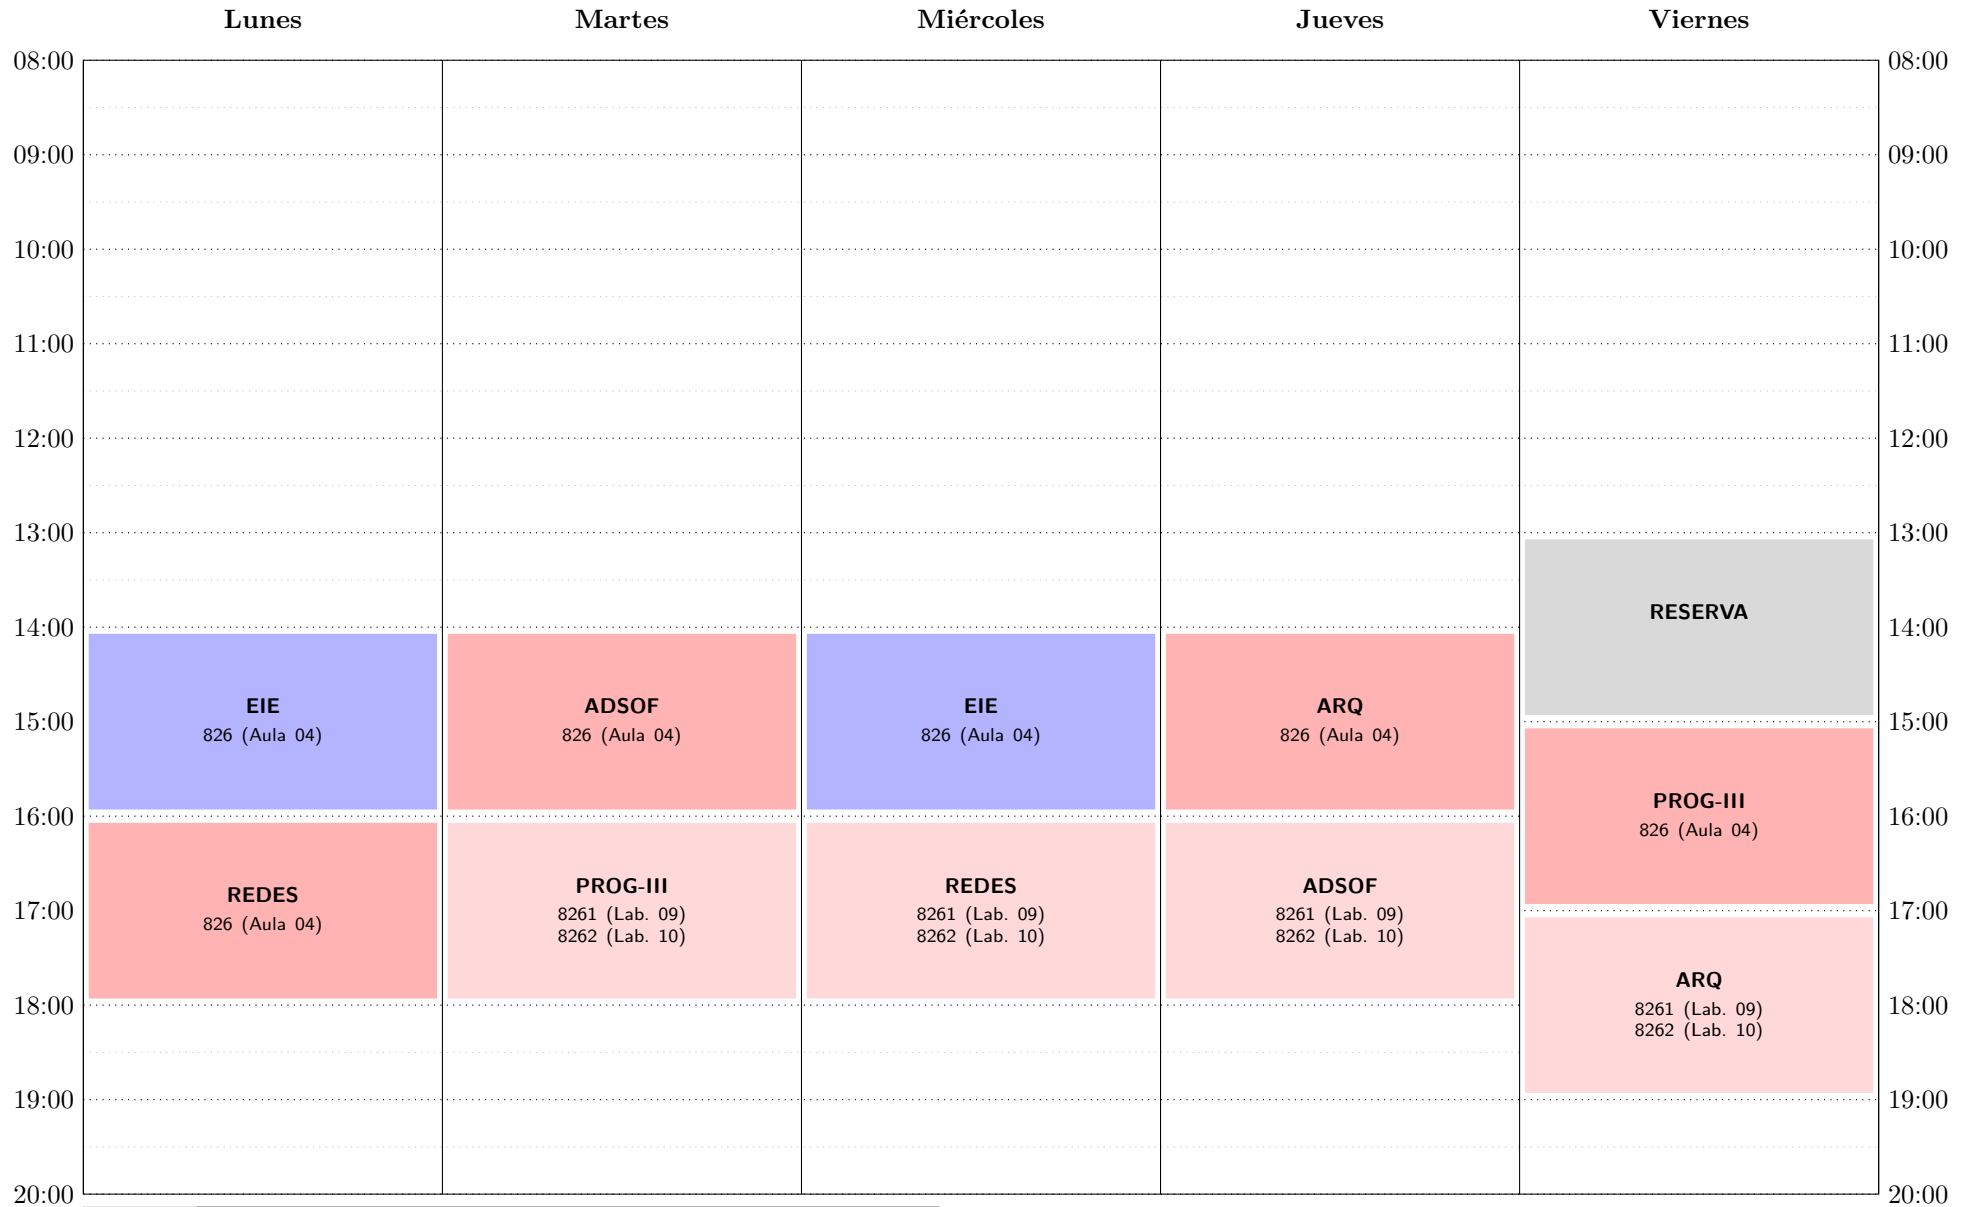 Lunes Martes Miércoles Jueves Viernes
08:00 08:00
09:00 09:00
10:00 10:00
11:00 11:00
12:00 12:00
13:00 13:00
RESERVA
14:00 14:00
EIE ADSOF EIE ARQ
15:00 15:00
826 (Aula 04) 826 (Aula 04) 826 (Aula 04) 826 (Aula 04)
PROG-III
16:00 16:00
826 (Aula 04)
PROG-III REDES ADSOF
REDES
17:00 17:00
8261 (Lab. 09) 8261 (Lab. 09) 8261 (Lab. 09)
826 (Aula 04)
8262 (Lab. 10) 8262 (Lab. 10) 8262 (Lab. 10)
ARQ
18:00 18:00
8261 (Lab. 09)
8262 (Lab. 10)
19:00 19:00
20:00 20:00